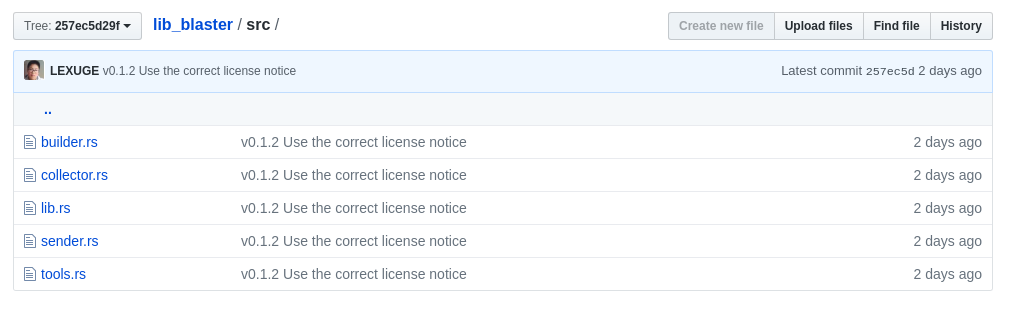 Tree: 257ec5d29f lib_blaster / src / Create new file Upload files Find file History
LEXUGE v0.1.2 Use the correct license notice Latest commit 257ec5d 2 days ago
..
builder.rs v0.1.2 Use the correct license notice 2 days ago
collector.rs v0.1.2 Use the correct license notice 2 days ago
lib.rs v0.1.2 Use the correct license notice 2 days ago
sender.rs v0.1.2 Use the correct license notice 2 days ago
tools.rs v0.1.2 Use the correct license notice 2 days ago